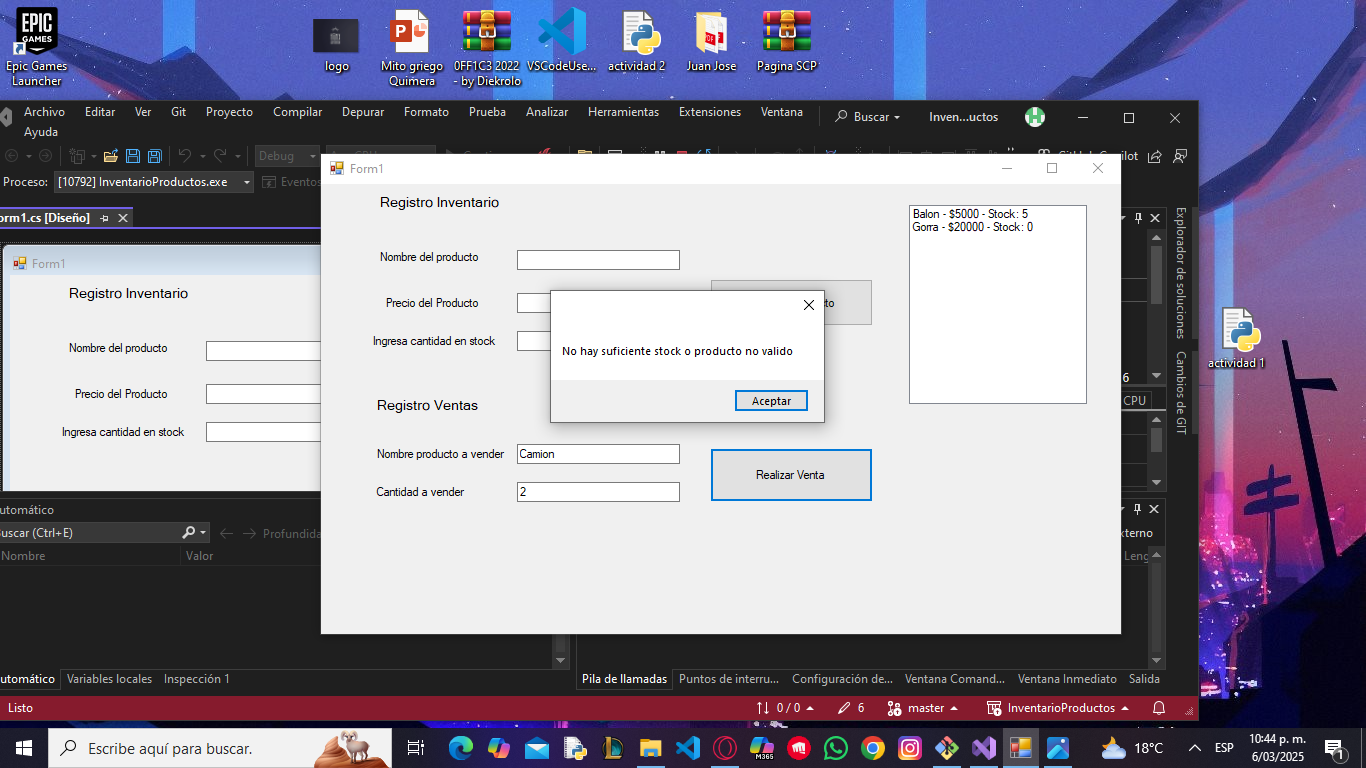 EPIC
GAMES
Epic Games
Launcher
logo
Mito griego
Quimera
0FF1C3 2022
- by Diekrolo
VSCodeUse...
actividad 2
Juan Jose
Pagina SCP
Archivo Editar Ver Git Proyecto Compilar Depurar Formato Prueba Analizar Herramientas Extensiones Ventana Buscar Inven...uctos
Ayuda
Debug
Proceso: [10792] InventarioProductos.exe Eventos
orm1.cs [Diseño]
Form1
Registro Inventario
Nombre del producto
Precio del Producto
Ingresa cantidad en stock
Form1
Registro Inventario
Nombre del producto
Precio del Producto
Ingresa cantidad en stock
No hay suficiente stock o producto no valido
Aceptar
Registro Ventas
Nombre producto a vender Camion
Cantidad a vender 2
Realizar Venta
Balon - $5000 - Stock: 5
Gorra - $20000 - Stock: 0
Explorador de soluciones
Cambios de GIT
6
CPU
actividad 1
utomático
uscar (Ctrl+E) Profundida
Nombre Valor
xterno
Leng
utomático Variables locales Inspección 1
Pila de llamadas Puntos de interru... Configuración de... Ventana Comand... Ventana Inmediato Salida
Listo 0 / 0 6 master InventarioProductos
Escribe aquí para buscar.
M365
18°C ESP
10:44 p. m.
6/03/2025
1